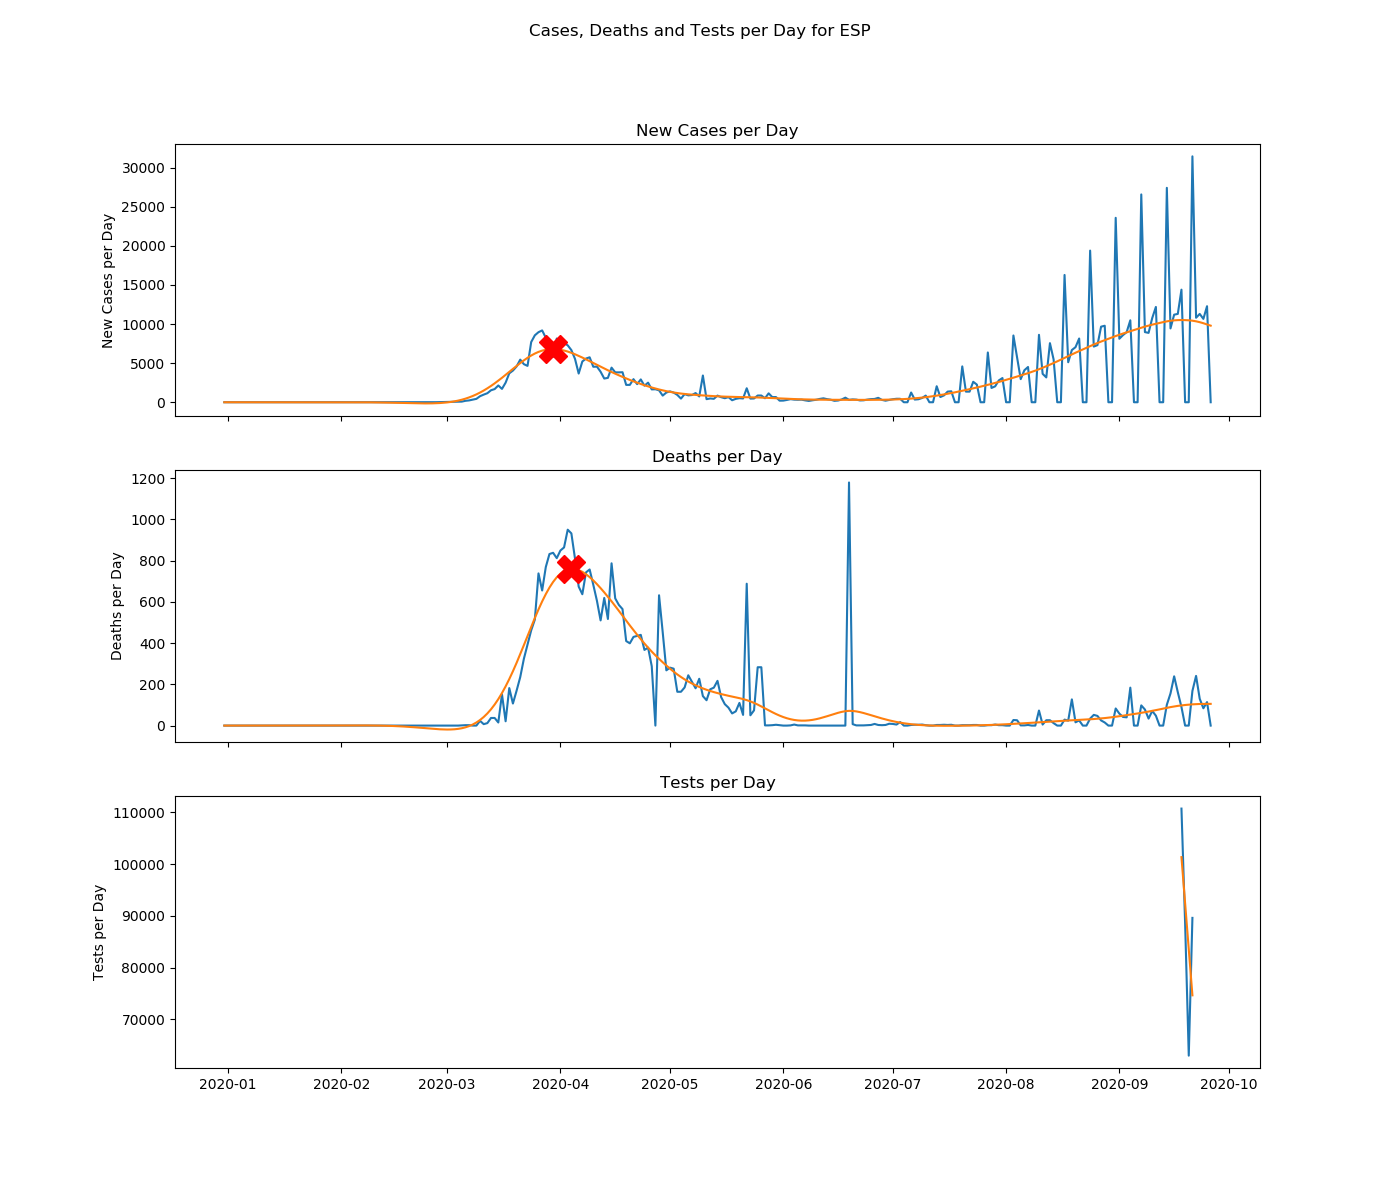 Cases, Deaths and Tests per Day for ESP
New Cases per Day
New Cases per Day
30000
25000
20000
15000
10000
5000
0
Deaths per Day
Deaths per Day
1200
1000
800
600
400
200
0
Tests per Day
Tests per Day
110000
100000
90000
80000
70000
2020-01 2020-02 2020-03 2020-04 2020-05 2020-06 2020-07 2020-08 2020-09 2020-10